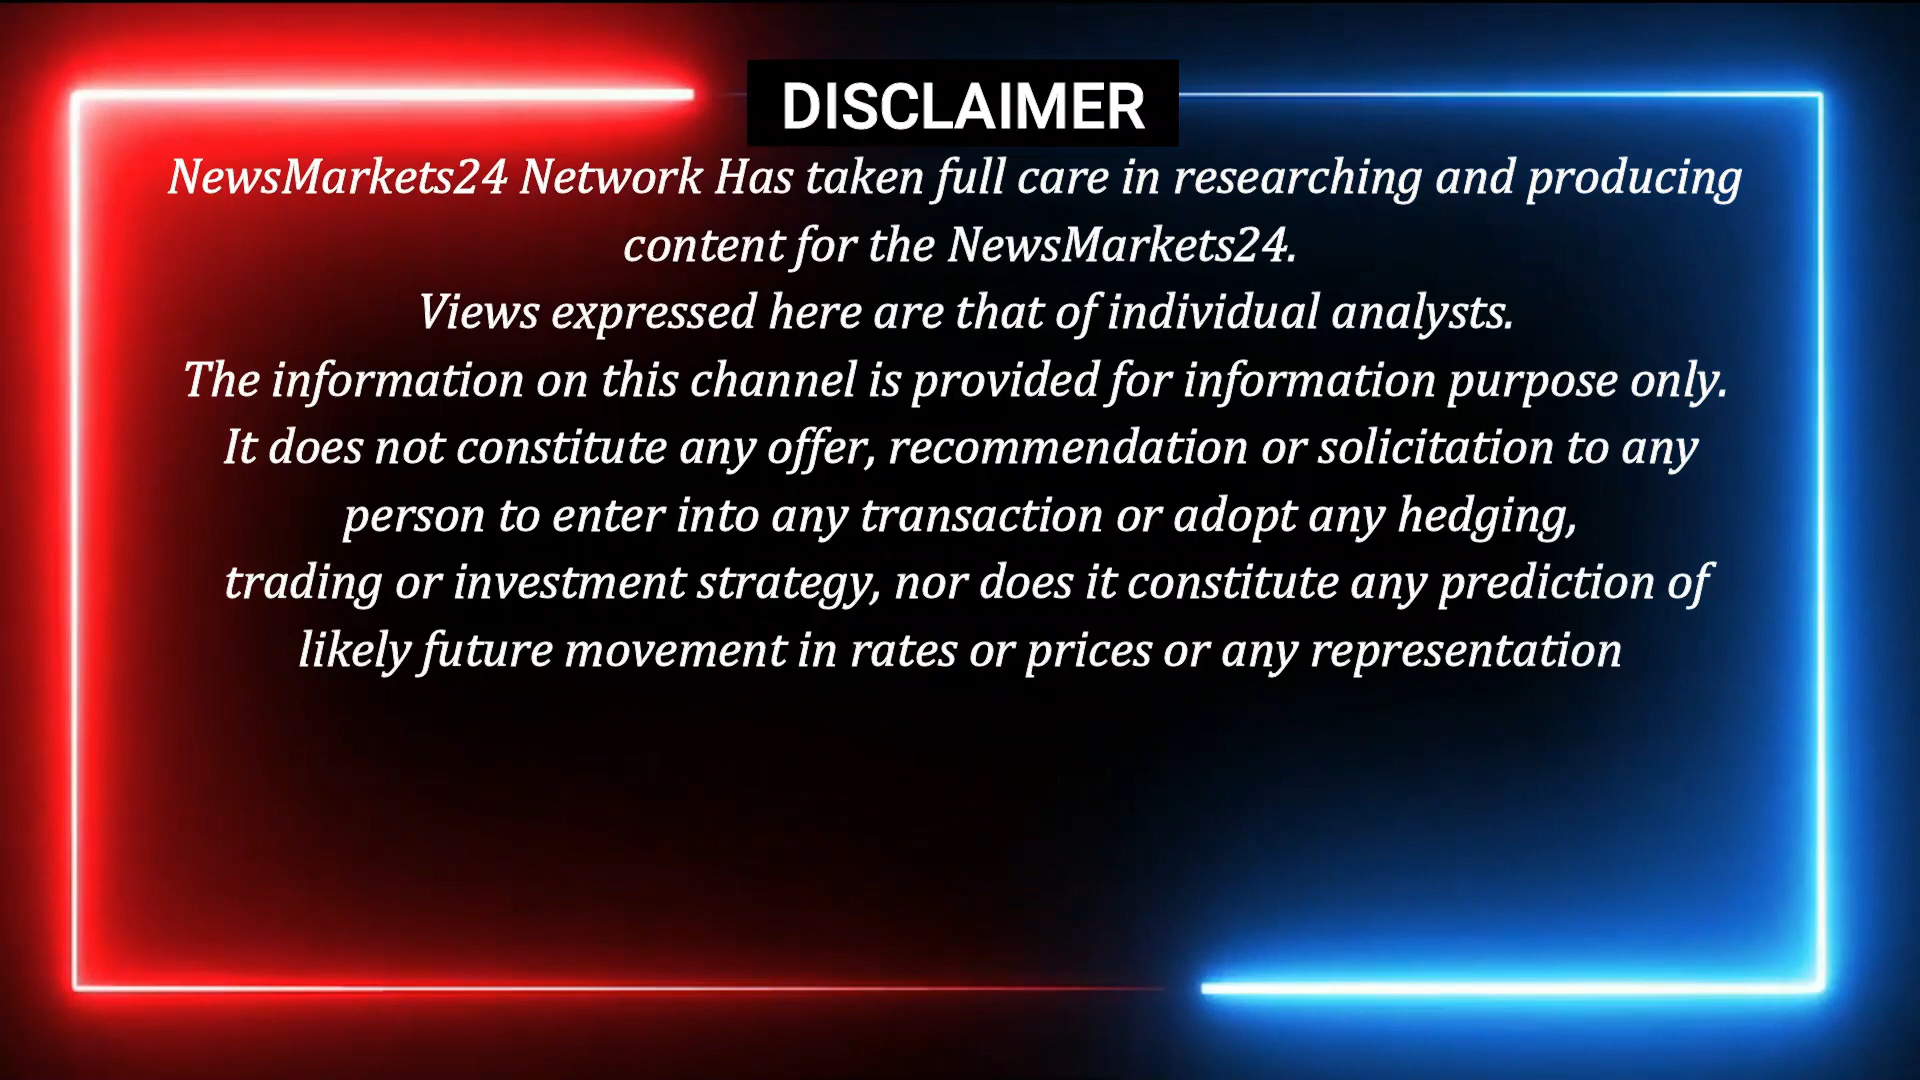 DISCLAIMER
NewsMarkets24 Network Has taken full care in researching and producing
content for the NewsMarkets24.
Views expressed here are that of individual analysts.
The information on this channel is provided for information purpose only.
It does not constitute any offer, recommendation or solicitation to any
person to enter into any transaction or adopt any hedging,
trading or investment strategy, nor does it constitute any prediction of
likely future movement in rates or prices or any representation